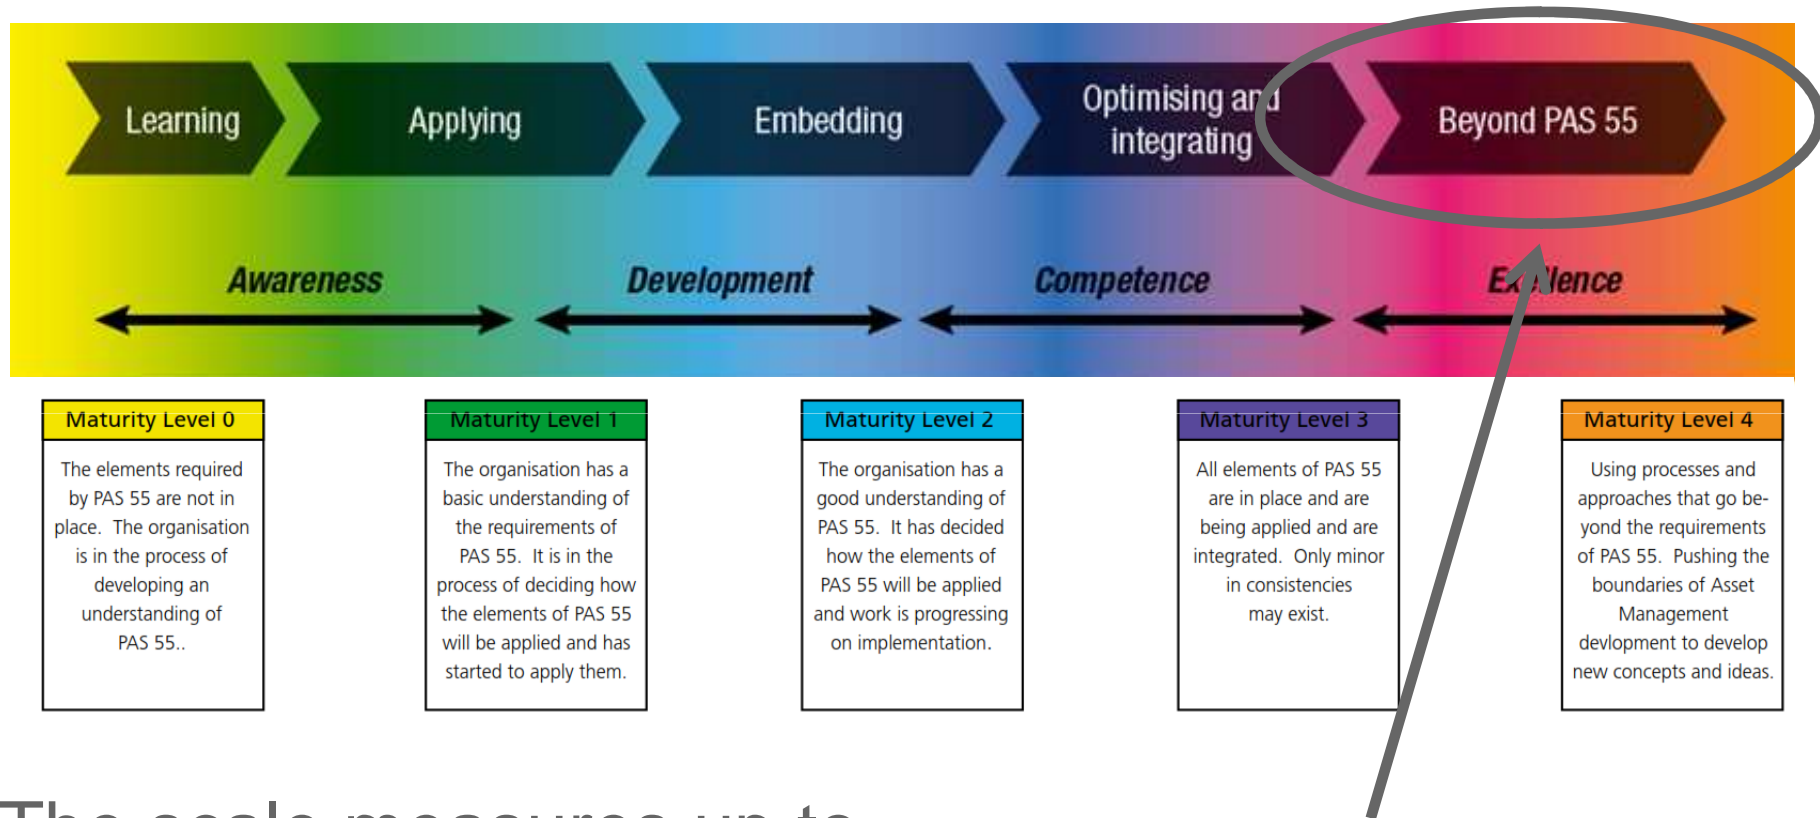 Learning
Applying
Embedding
Optimising and
integrating
Beyond PAS 55
Awareness
Development
Competence
Exellence
Maturity Level 0
The elements required
by PAS 55 are not in
place. The organisation
is in the process of
developing an
understanding of
PAS 55..
Maturity Level 1
The organisation has a
basic understanding of
the requirements of
PAS 55. It is in the
process of deciding how
the elements of PAS 55
will be applied and has
started to apply them.
Maturity Level 2
The organisation has a
good understanding of
PAS 55. It has decided
how the elements of
PAS 55 will be applied
and work is progressing
on implementation.
Maturity Level 3
All elements of PAS 55
are in place and are
being applied and are
integrated. Only minor
in consistencies
may exist.
Maturity Level 4
Using processes and
approaches that go be-
yond the requirements
of PAS 55. Pushing the
boundaries of Asset
Management
devlopment to develop
new concepts and ideas.
The scale measures up to